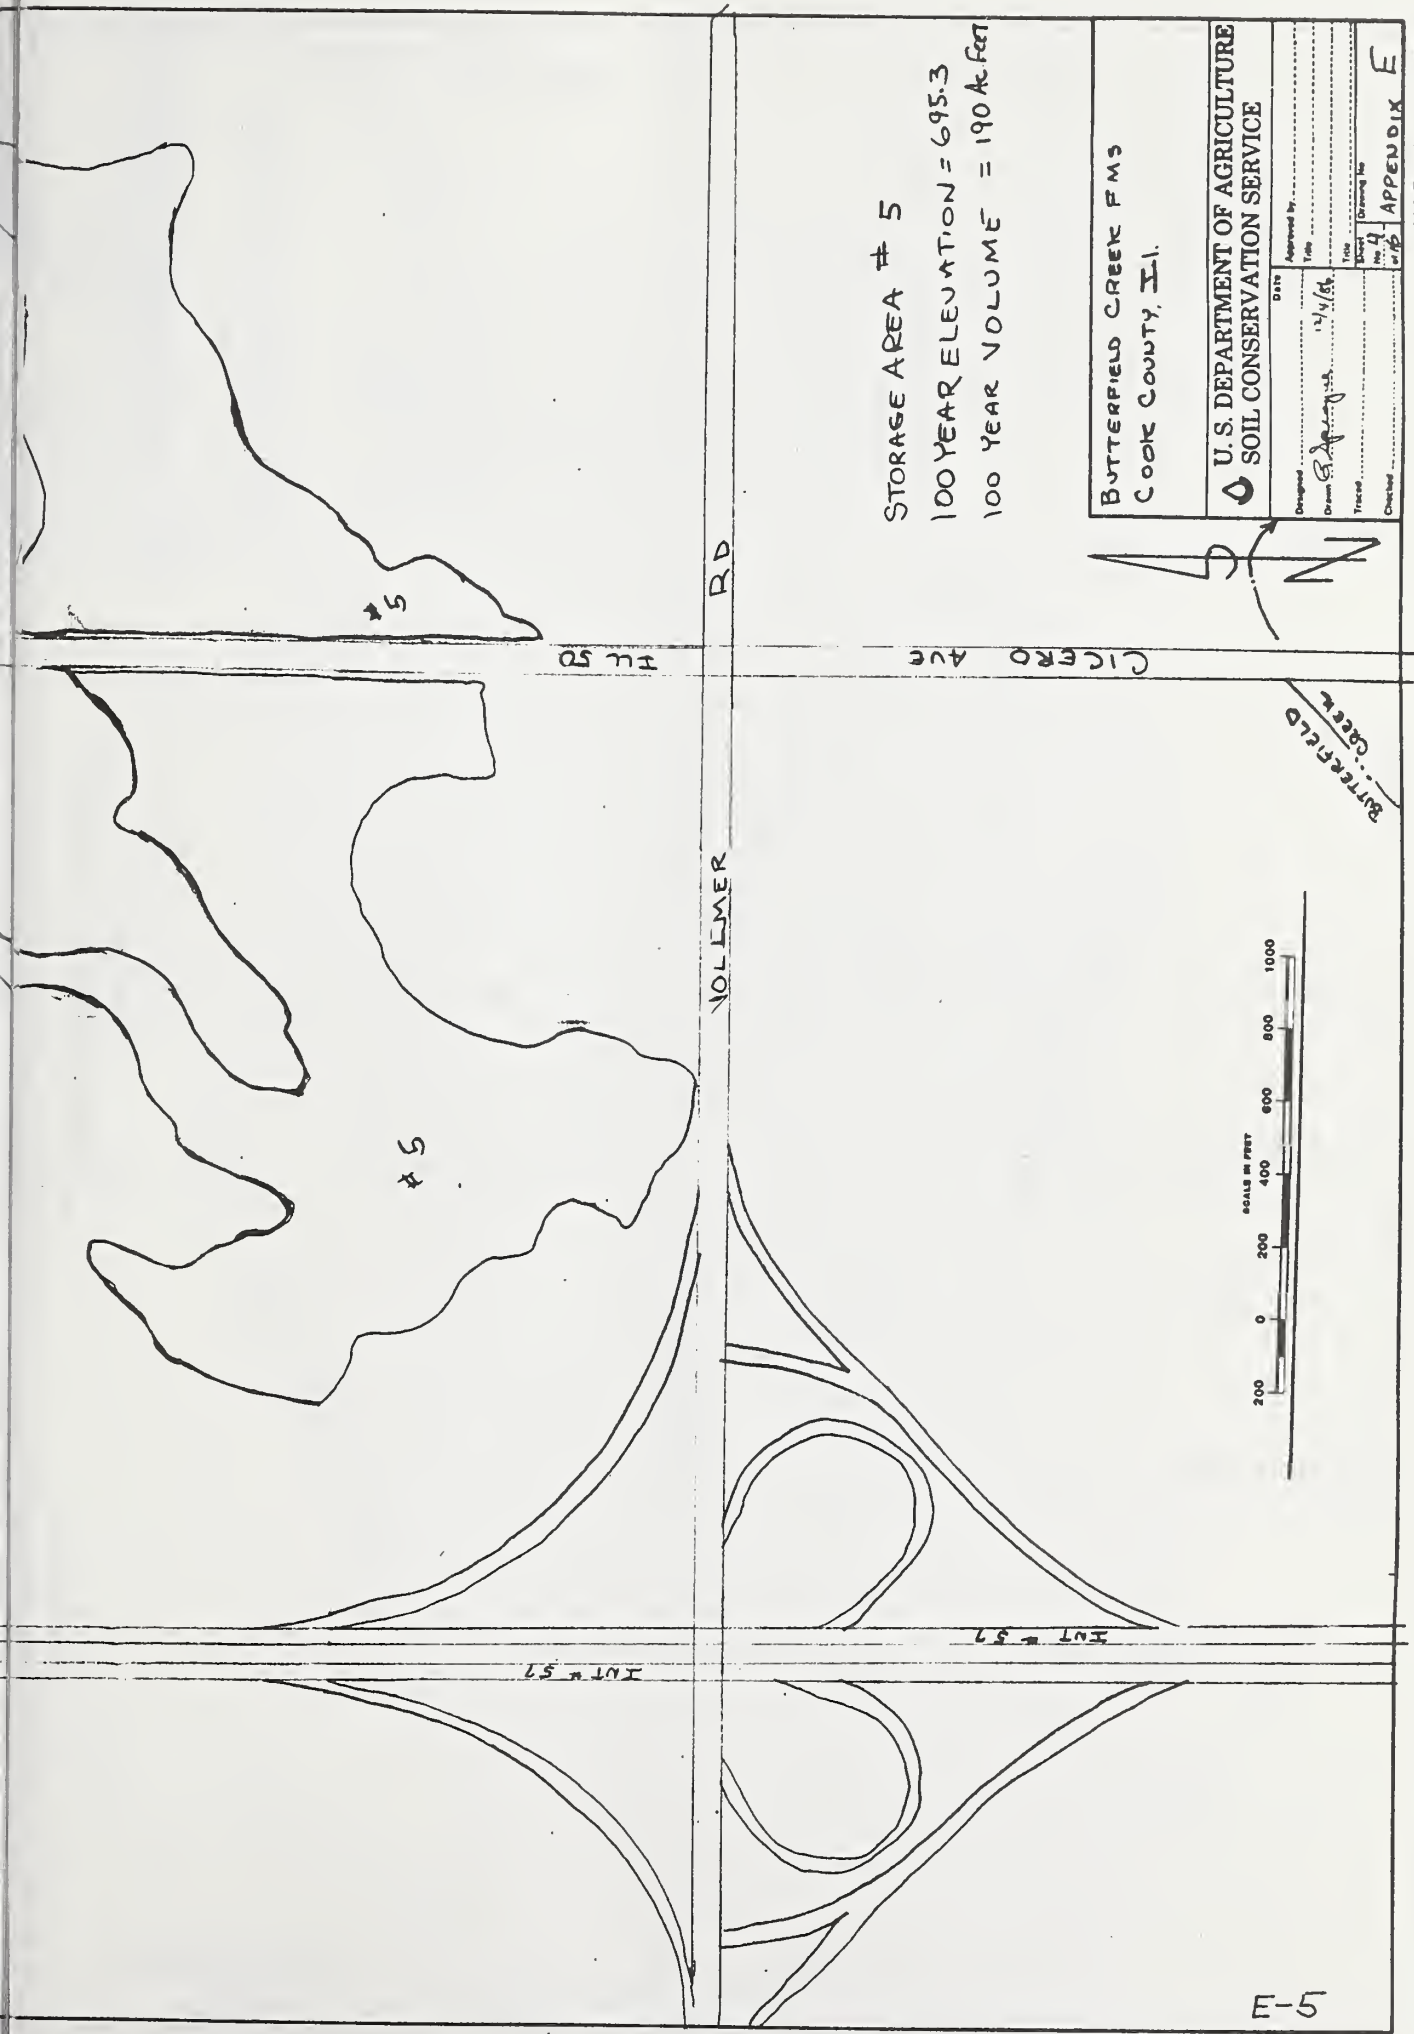 STORAGE AREA # 5
100 YEAR ELEVATION = 695.3
100 YEAR VOLUME = 190 Ac. Feet
BUTTERFIELD CREEK FMS
COOK COUNTY, Il.
U. S. DEPARTMENT OF AGRICULTURE
SOIL CONSERVATION SERVICE
Date
Designed
Drawn 12/4/86
Traced
Checked
Approved by
Title
Title
Sheet No 4
of
Drawing No
APPENDIX E
N
# 5
# 5
ILL 50
CICERO AVE
VOLLMER RD
BUTTERFIELD
CREEK
INT # 57
INT # 57
SCALE IN FEET
200 0 200 400 600 800 1000
E-5